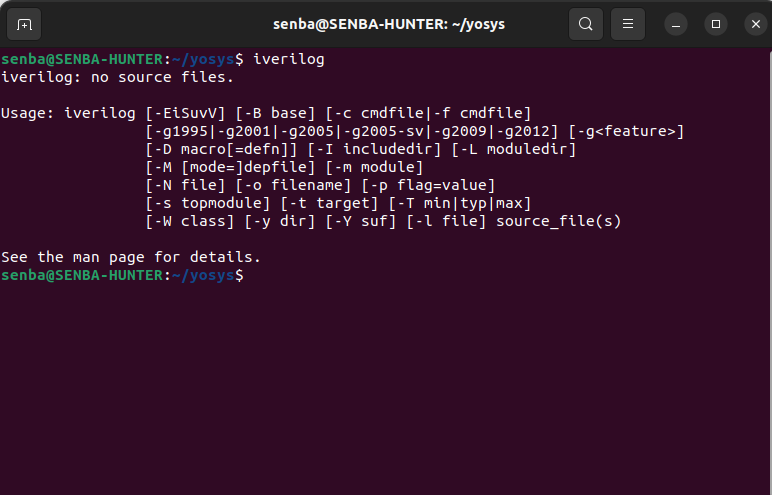 senba@SENBA-HUNTER: ~/yosys
senba@SENBA-HUNTER:~/yosys$ iverilog
iverilog: no source files.
Usage: iverilog [-EiSuvV] [-B base] [-c cmdfile|-f cmdfile]
[-g1995|-g2001|-g2005|-g2005-sv|-g2009|-g2012] [-g<feature>]
[-D macro[=defn]] [-I includedir] [-L moduledir]
[-M [mode=]depfile] [-m module]
[-N file] [-o filename] [-p flag=value]
[-s topmodule] [-t target] [-T min|typ|max]
[-W class] [-y dir] [-Y suf] [-l file] source_file(s)
See the man page for details.
senba@SENBA-HUNTER:~/yosys$